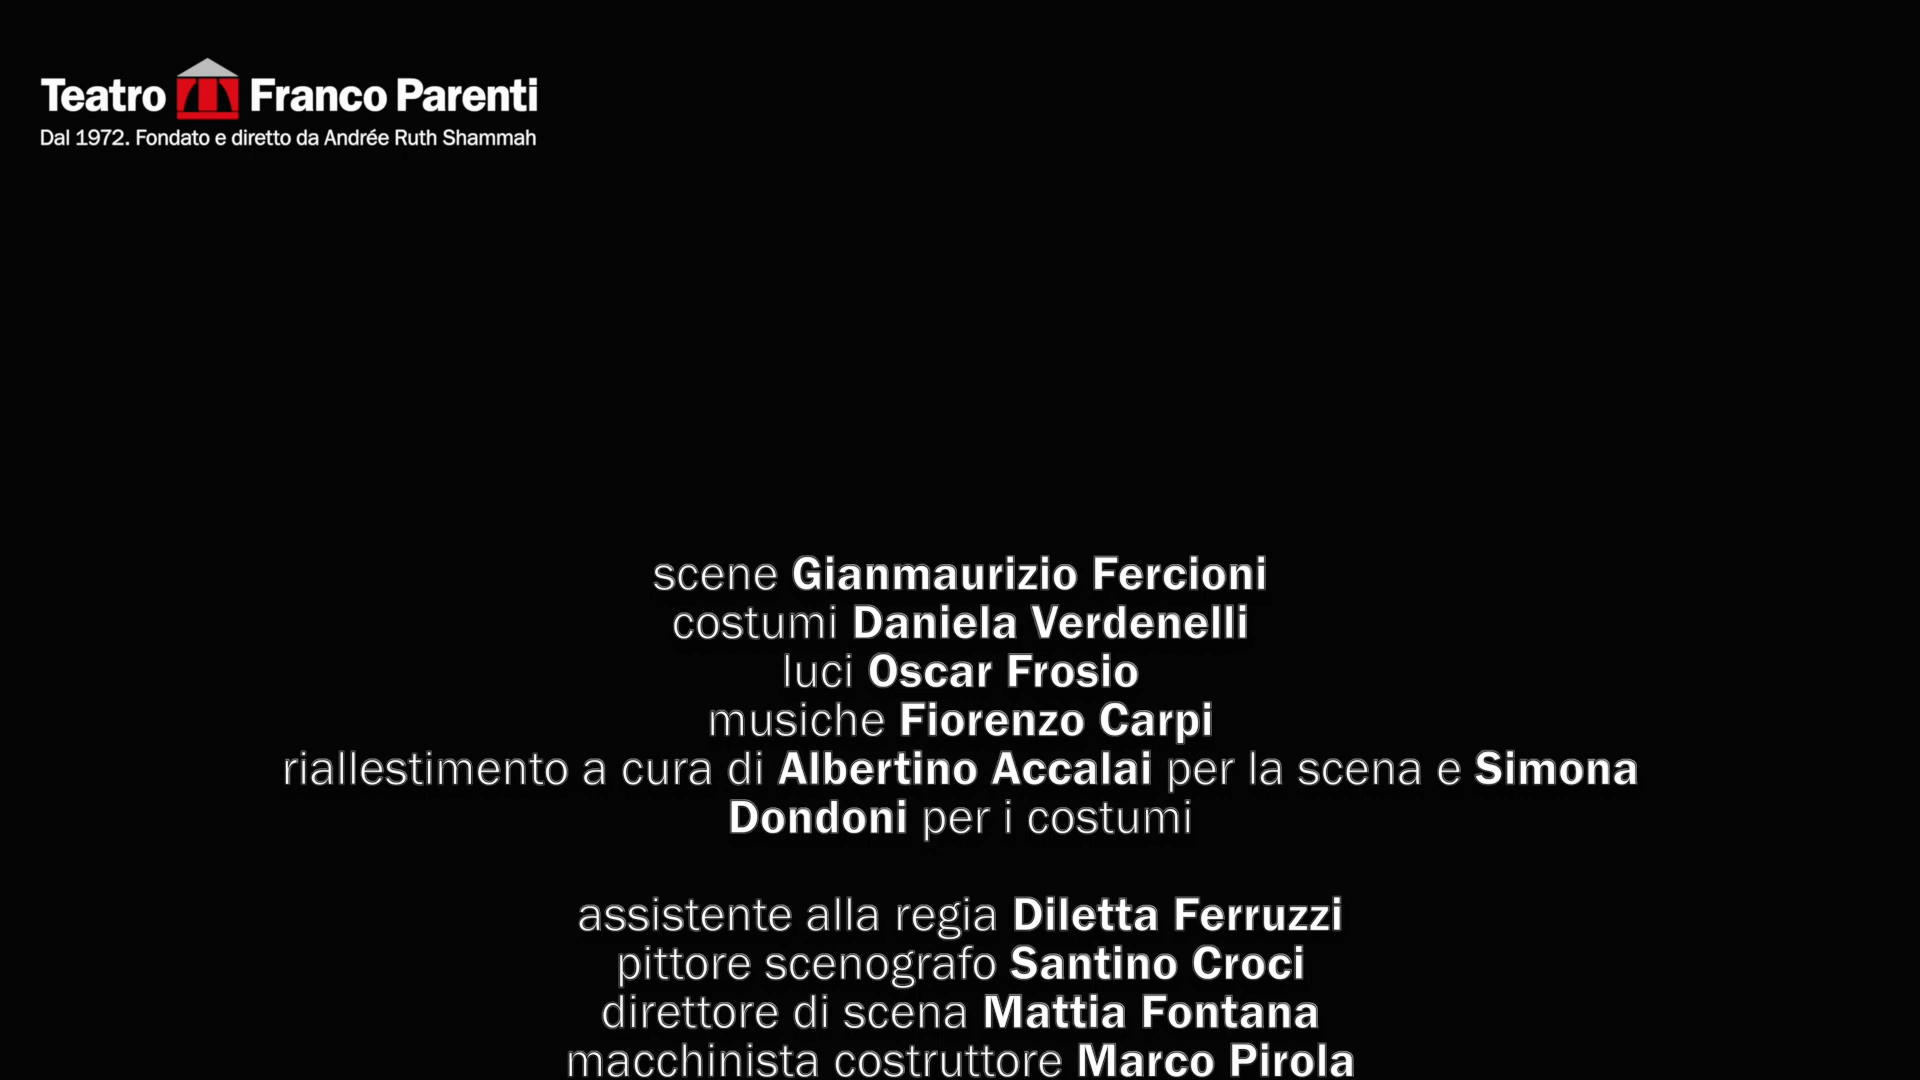 Teatro Franco Parenti
Dal 1972. Fondato e diretto da Andrée Ruth Shammah
scene Gianmaurizio Fercioni
costumi Daniela Verdenelli
luci Oscar Frosio
musiche Fiorenzo Carpi
riallestimento a cura di Albertino Accalai per la scena e Simona
Dondoni per i costumi
assistente alla regia Diletta Ferruzzi
pittore scenografo Santino Croci
direttore di scena Mattia Fontana
macchinista costruttore Marco Pirola